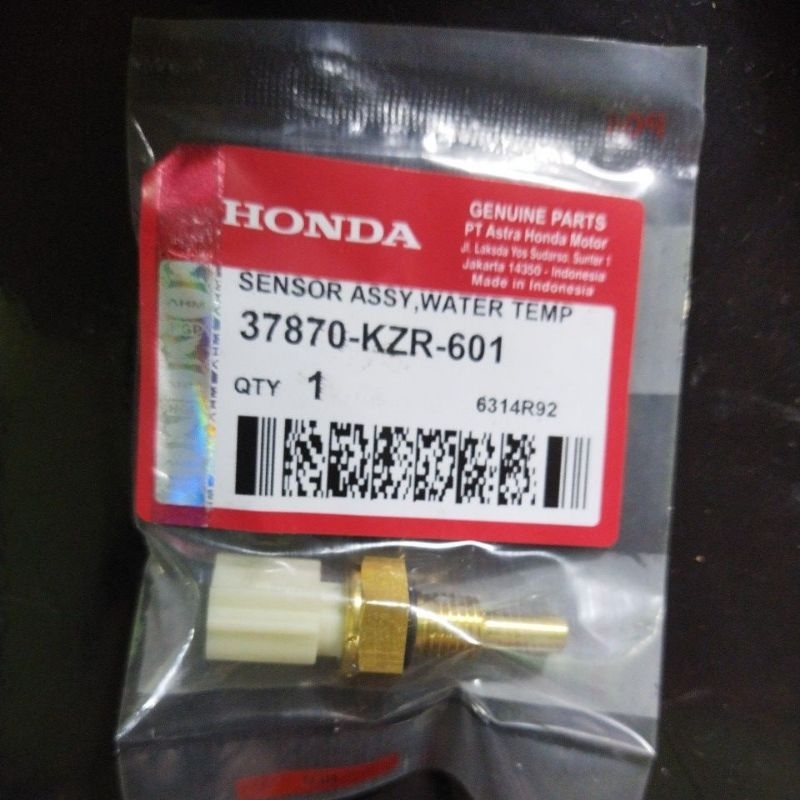 HONDA
GENUINE PARTS
PT Astra Honda Motor
Jl. Laksda Yos Sudarso, Sunter 1
Jakarta 14350 - Indonesia
Made in Indonesia
SENSOR ASSY,WATER TEMP
37870-KZR-601
QTY 1
6314R92
AHM